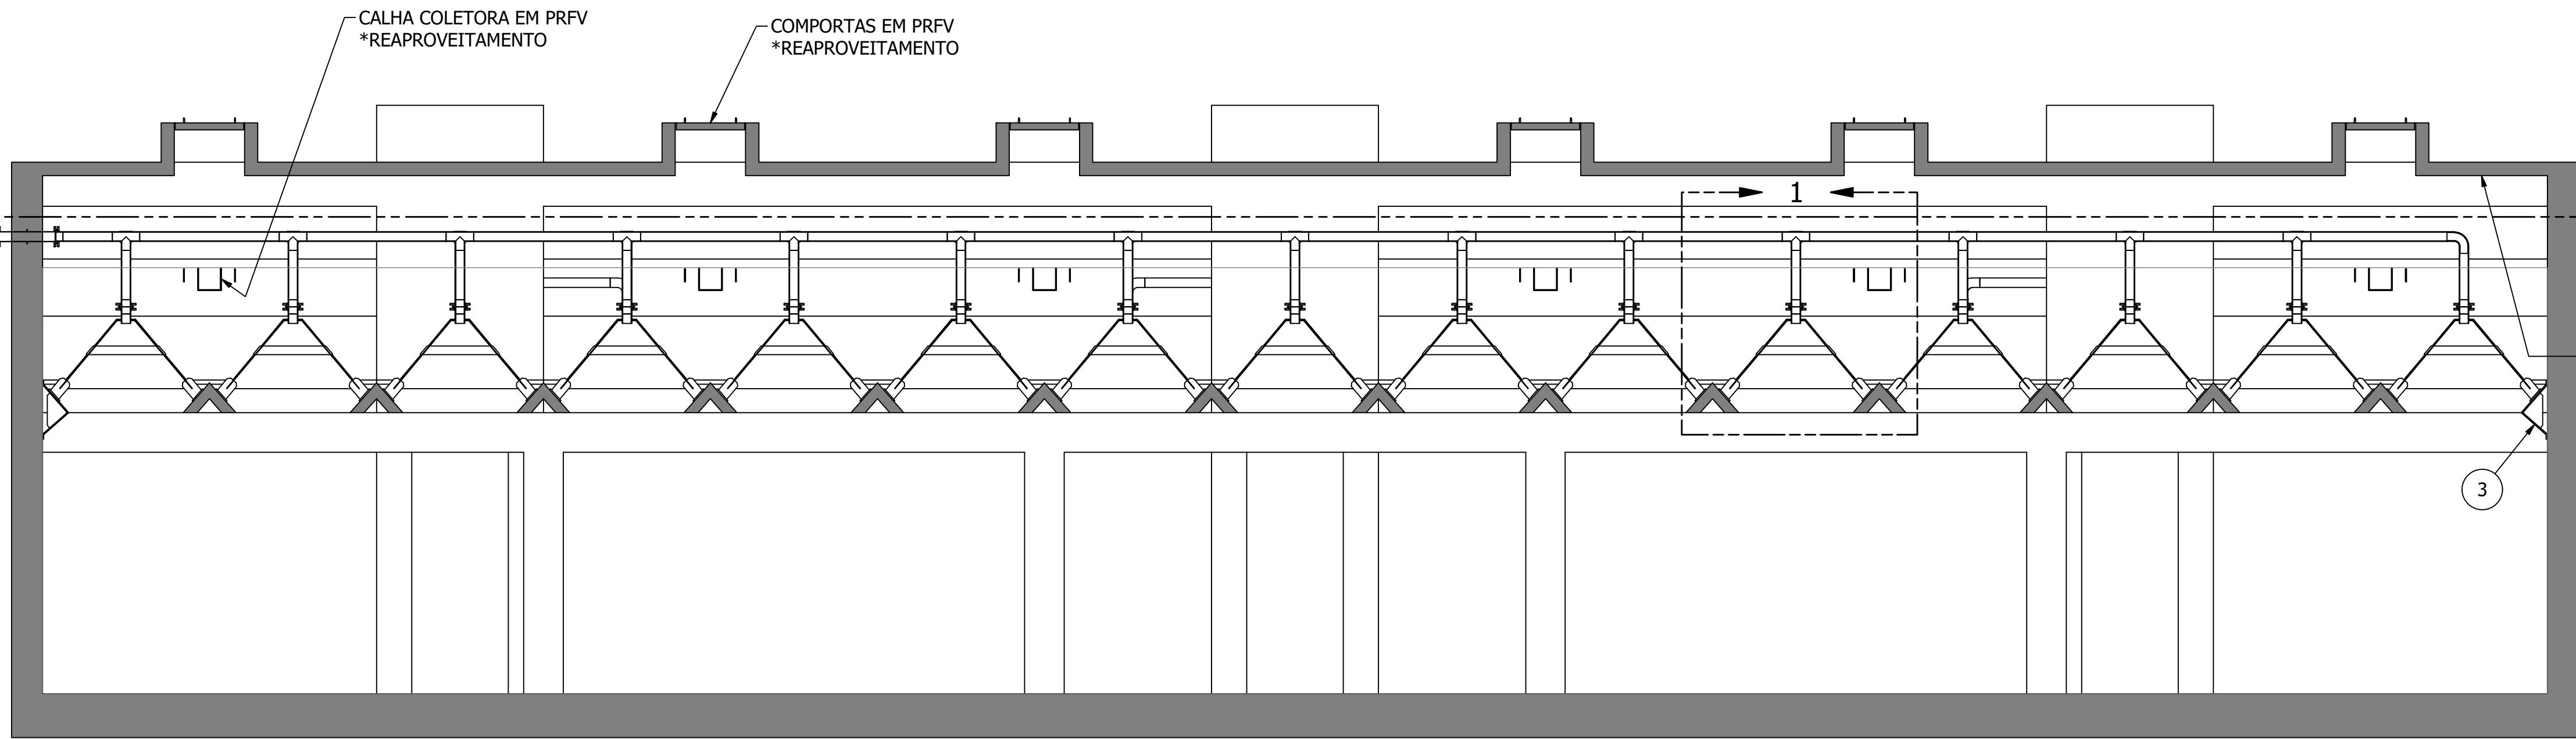 CALHA COLETORA EM PRFV
*REAPROVEITAMENTO
COMPORTAS EM PRFV
*REAPROVEITAMENTO
1
3